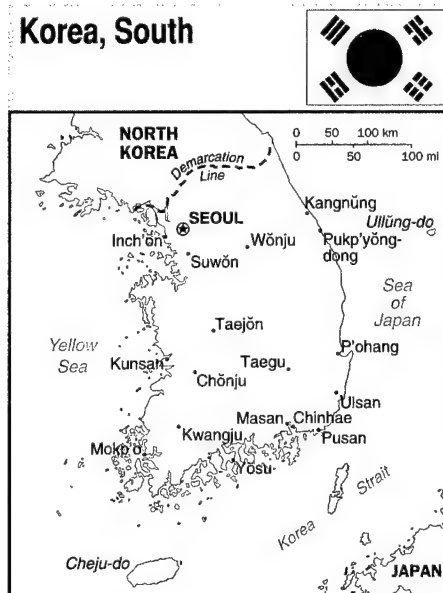 Korea, South
NORTH
KOREA
Demarcation
Line
0 50 100 km
0 50 100 mi
SEOUL
Inch'ŏn
Suwŏn
Wŏnju
Kangnŭng
Ullŭng-do
Pukp'yŏng-
dong
Sea
of
Japan
Taejŏn
Yellow
Sea
Kunsan
Chŏnju
Taegu
P'ohang
Ulsan
Masan
Chinhae
Kwangju
Pusan
Mokp'o
Yŏsu
Korea Strait
Cheju-do
JAPAN